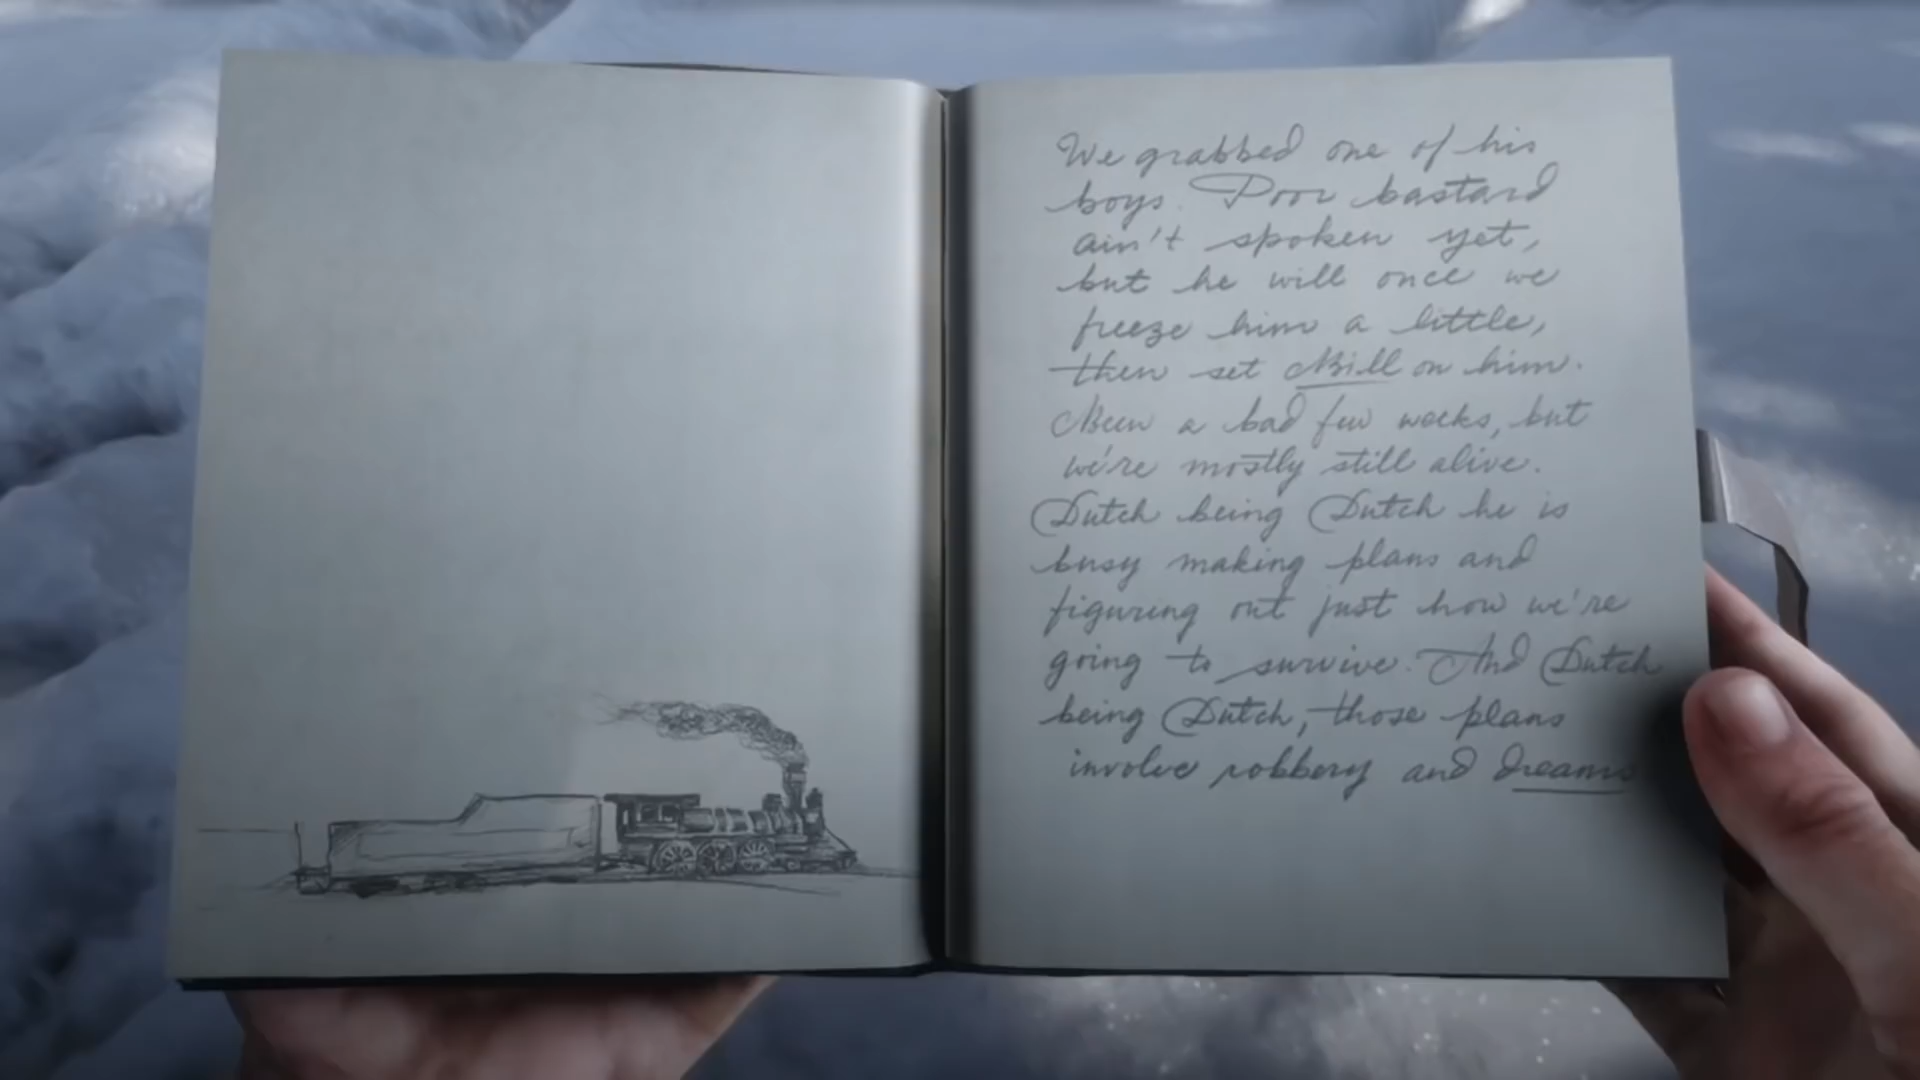 We grabbed one of his
boys. Poor bastard
ain't spoken yet,
but he will once we
freeze him a little,
then set Bill on him.
Been a bad few weeks, but
we're mostly still alive.
Dutch being Dutch he is
busy making plans and
figuring out just how we're
going to survive. And Dutch
being Dutch, those plans
involve robbery and dreams